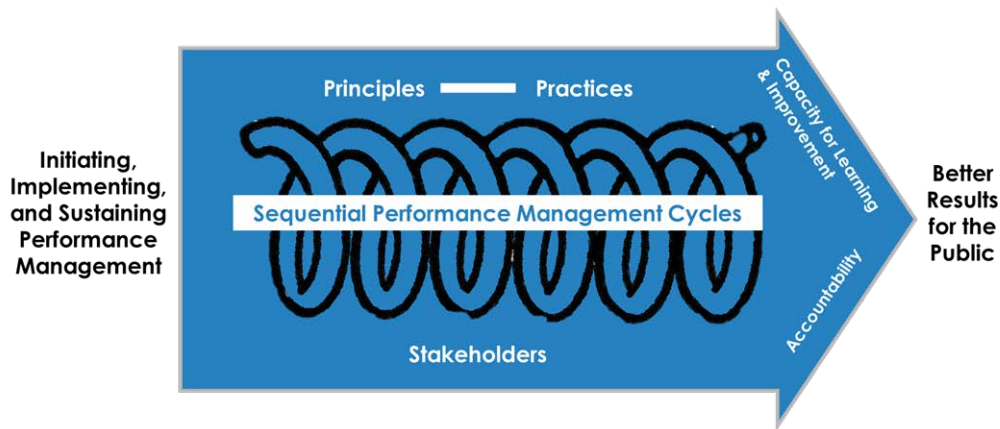 Initiating,
Implementing,
and Sustaining
Performance
Management
Principles
Practices
Sequential Performance Management Cycles
Stakeholders
Capacity for Learning
& Improvement
Accountability
Better
Results
for the
Public